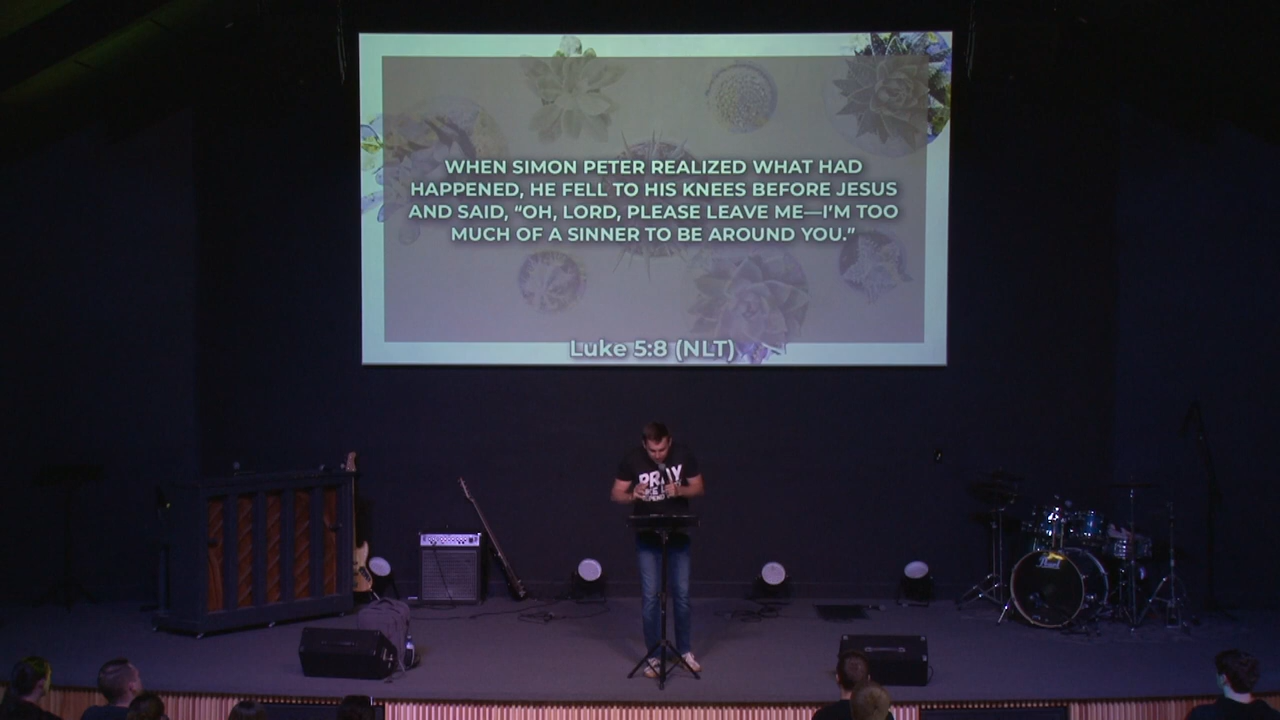 WHEN SIMON PETER REALIZED WHAT HAD
HAPPENED, HE FELL TO HIS KNEES BEFORE JESUS
AND SAID, “OH, LORD, PLEASE LEAVE ME—I’M TOO
MUCH OF A SINNER TO BE AROUND YOU.”
Luke 5:8 (NLT)
PRAY
Pearl